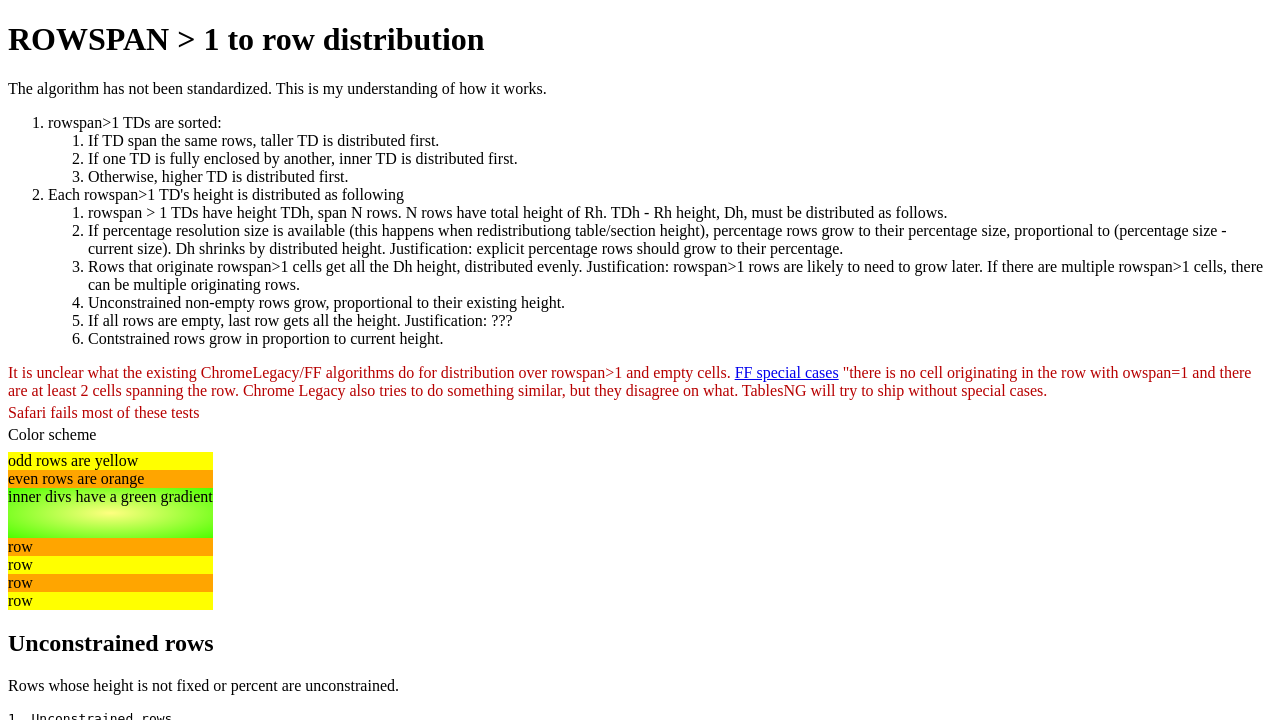 ROWSPAN > 1 to row distribution
The algorithm has not been standardized. This is my understanding of how it works.
1. rowspan>1 TDs are sorted:
1. If TD span the same rows, taller TD is distributed first.
2. If one TD is fully enclosed by another, inner TD is distributed first.
3. Otherwise, higher TD is distributed first.
2. Each rowspan>1 TD's height is distributed as following
1. rowspan > 1 TDs have height TDh, span N rows. N rows have total height of Rh. TDh - Rh height, Dh, must be distributed as follows.
2. If percentage resolution size is available (this happens when redistributiong table/section height), percentage rows grow to their percentage size, proportional to (percentage size -
current size). Dh shrinks by distributed height. Justification: explicit percentage rows should grow to their percentage.
3. Rows that originate rowspan>1 cells get all the Dh height, distributed evenly. Justification: rowspan>1 rows are likely to need to grow later. If there are multiple rowspan>1 cells, there
can be multiple originating rows.
4. Unconstrained non-empty rows grow, proportional to their existing height.
5. If all rows are empty, last row gets all the height. Justification: ???
6. Contstrained rows grow in proportion to current height.
It is unclear what the existing ChromeLegacy/FF algorithms do for distribution over rowspan>1 and empty cells. FF special cases "there is no cell originating in the row with owspan=1 and there
are at least 2 cells spanning the row. Chrome Legacy also tries to do something similar, but they disagree on what. TablesNG will try to ship without special cases.
Safari fails most of these tests
Color scheme
odd rows are yellow
even rows are orange
inner divs have a green gradient
row
row
row
row
Unconstrained rows
Rows whose height is not fixed or percent are unconstrained.
1. Unconstrained rows